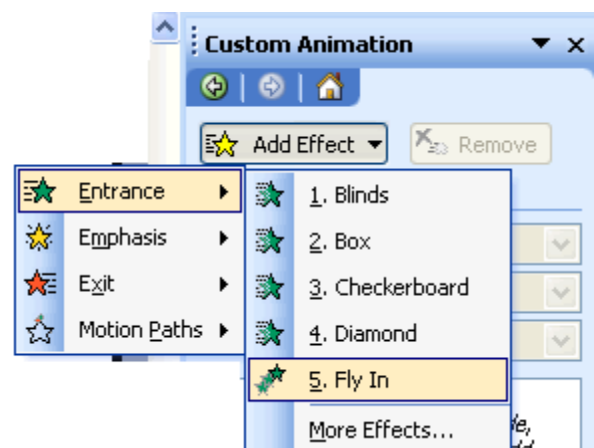 Custom Animation
Add Effect
Remove
Entrance
Emphasis
Exit
Motion Paths
1. Blinds
2. Box
3. Checkerboard
4. Diamond
5. Fly In
More Effects...